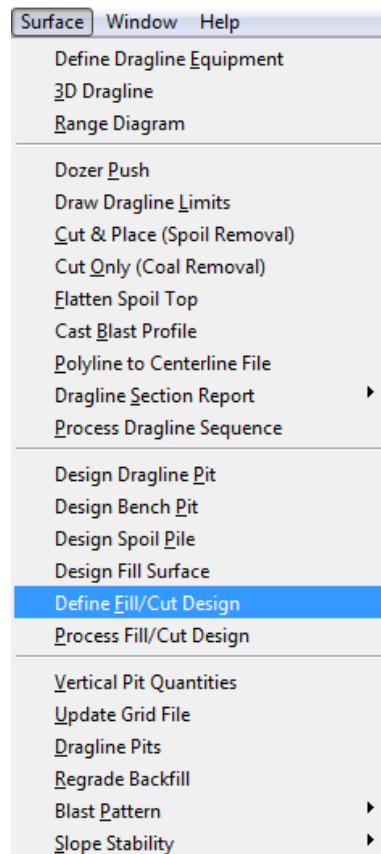 Surface Window Help
Define Dragline Equipment
3D Dragline
Range Diagram
Dozer Push
Draw Dragline Limits
Cut & Place (Spoil Removal)
Cut Only (Coal Removal)
Flatten Spoil Top
Cast Blast Profile
Polyline to Centerline File
Dragline Section Report
Process Dragline Sequence
Design Dragline Pit
Design Bench Pit
Design Spoil Pile
Design Fill Surface
Define Fill/Cut Design
Process Fill/Cut Design
Vertical Pit Quantities
Update Grid File
Dragline Pits
Regrade Backfill
Blast Pattern
Slope Stability